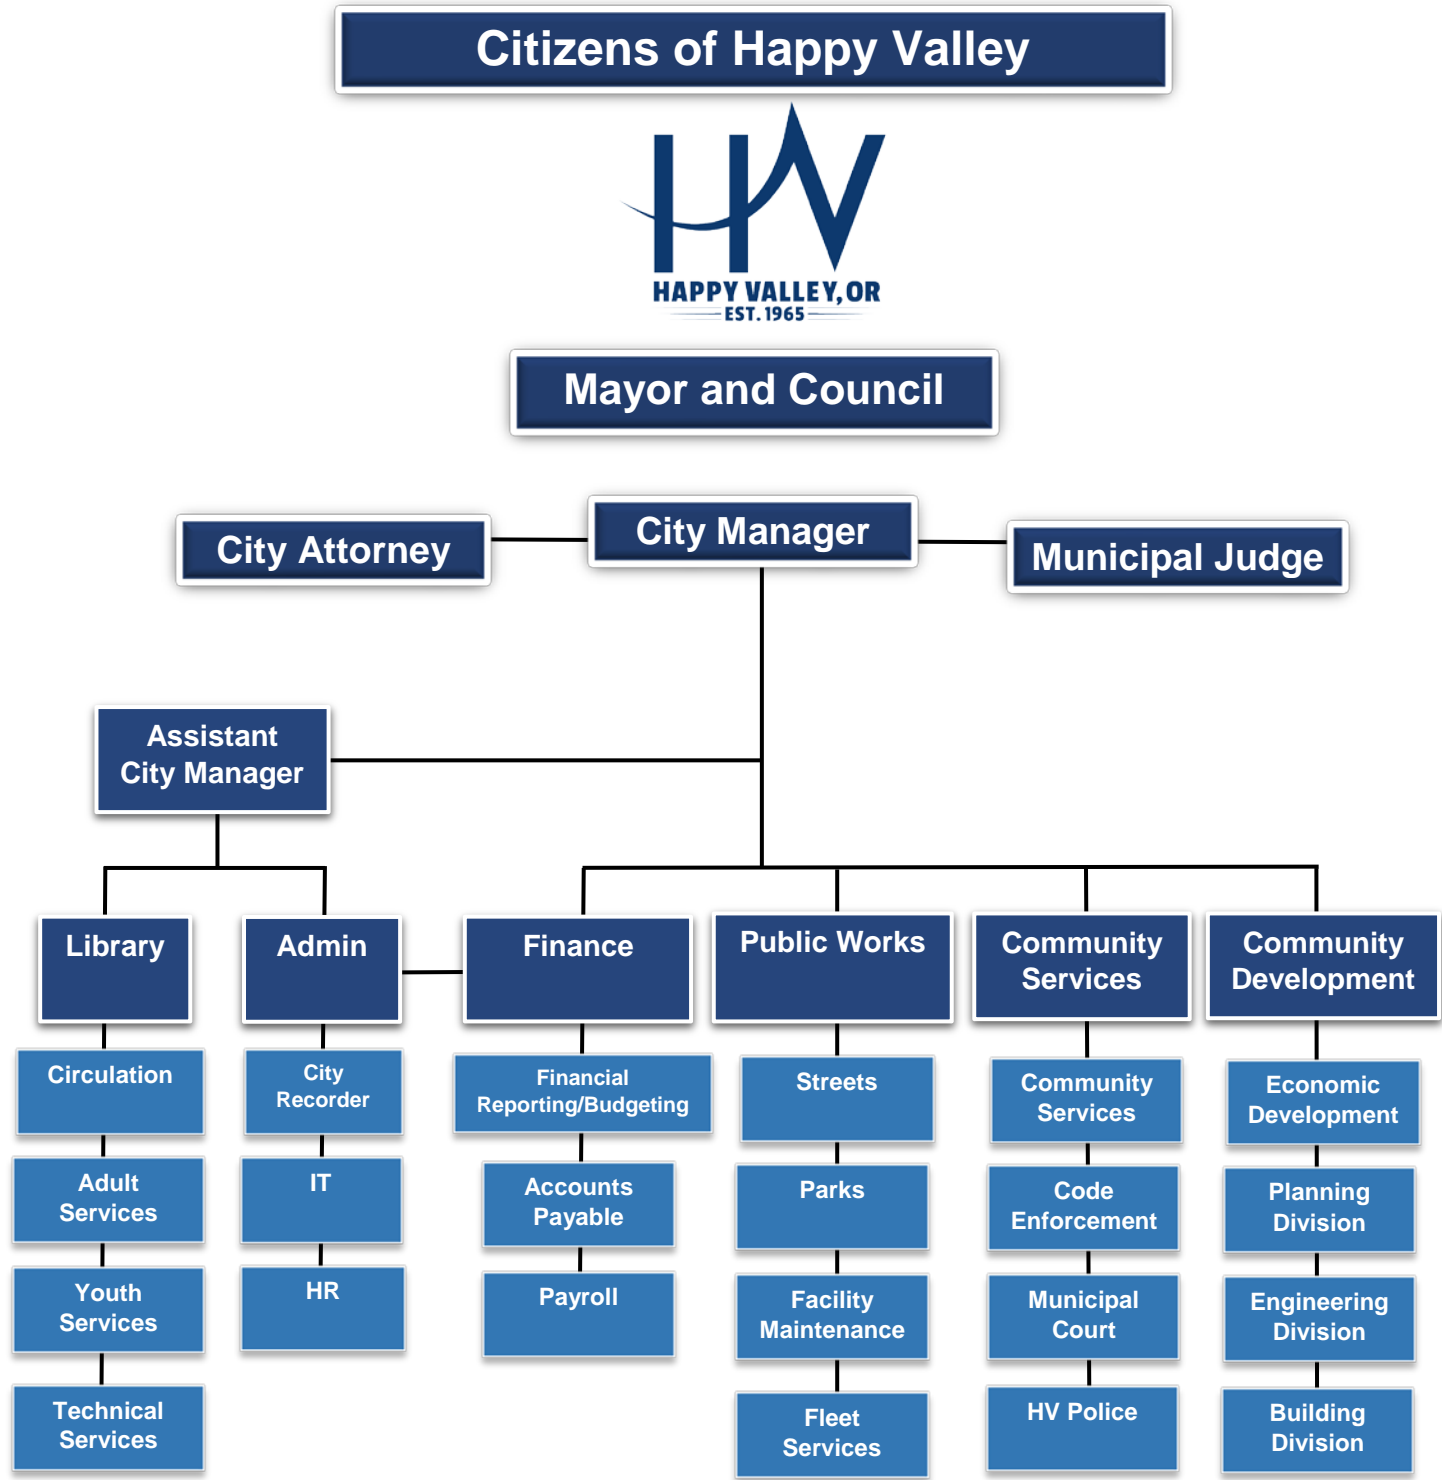 Citizens of Happy Valley
HV
HAPPY VALLEY, OR
EST. 1965
Mayor and Council
City Attorney
City Manager
Municipal Judge
Assistant
City Manager
Library
Admin
Finance
Public Works
Community
Services
Community
Development
Circulation
Adult
Services
Youth
Services
Technical
Services
City
Recorder
IT
HR
Financial
Reporting/Budgeting
Accounts
Payable
Payroll
Streets
Parks
Facility
Maintenance
Fleet
Services
Community
Services
Code
Enforcement
Municipal
Court
HV Police
Economic
Development
Planning
Division
Engineering
Division
Building
Division